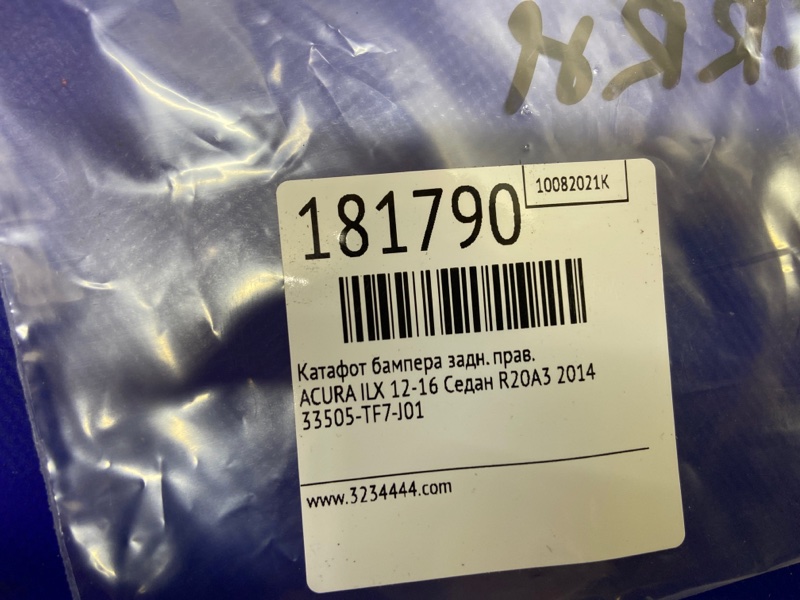 181790
10082021K
Катафот бампера задн. прав.
ACURA ILX 12-16 Седан R20A3 2014
33505-TF7-J01
www.3234444.com